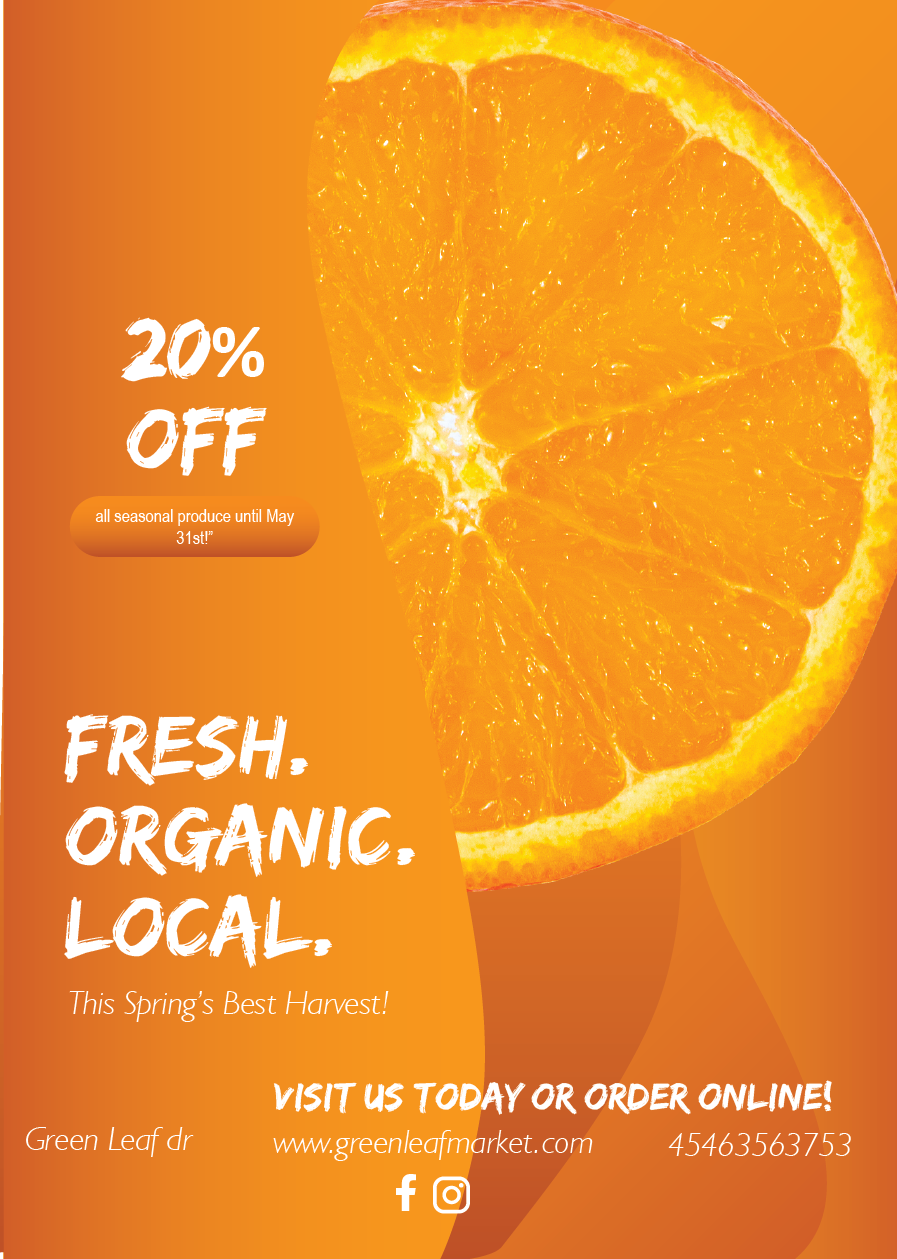 20%
OFF
all seasonal produce until May
31st!”
FRESH.
ORGANIC.
LOCAL.
This Spring’s Best Harvest!
VISIT US TODAY OR ORDER ONLINE!
Green Leaf dr
www.greenleafmarket.com
45463563753